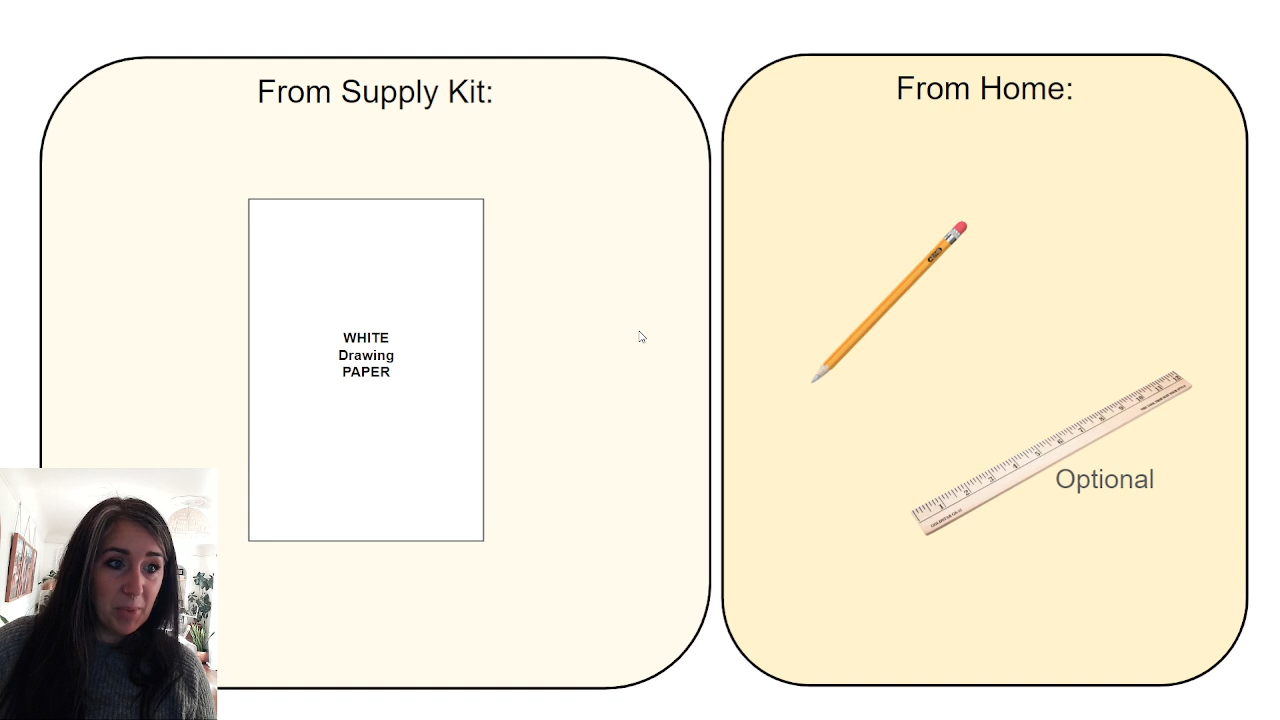 From Supply Kit:
WHITE
Drawing
PAPER
From Home:
Optional